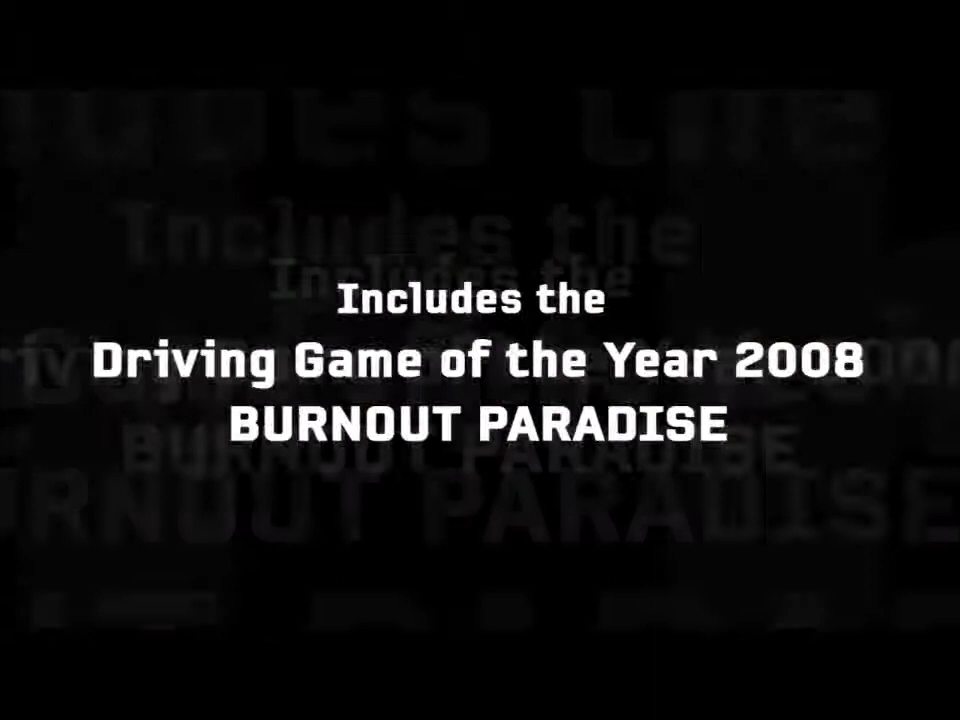 Includes the
Driving Game of the Year 2008
BURNOUT PARADISE